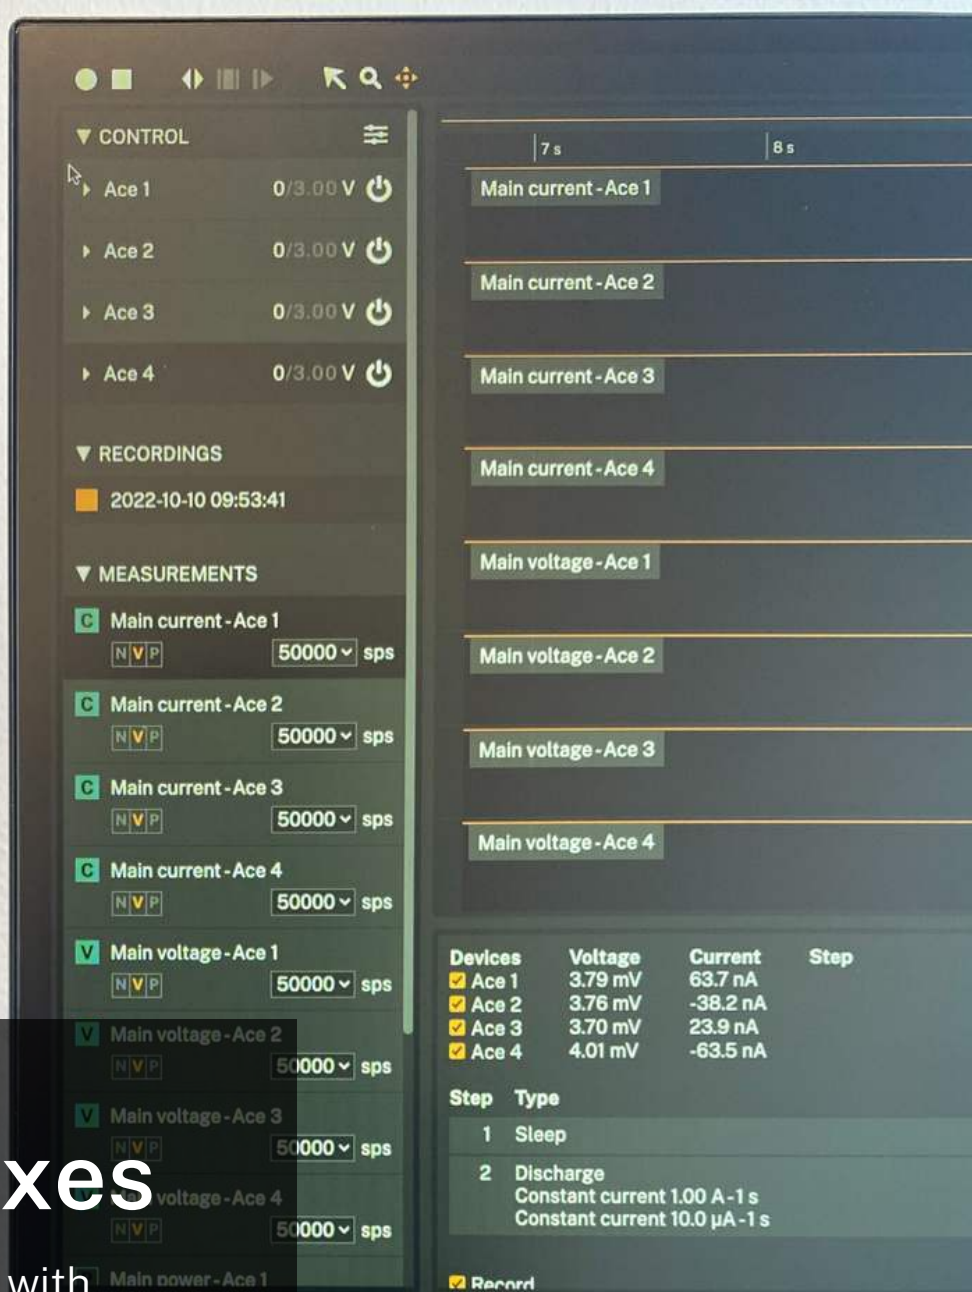 CONTROL
Ace 1 0/3.00 V
Ace 2 0/3.00 V
Ace 3 0/3.00 V
Ace 4 0/3.00 V
RECORDINGS
2022-10-10 09:53:41
MEASUREMENTS
C Main current - Ace 1
N V P 50000 sps
C Main current - Ace 2
N V P 50000 sps
C Main current - Ace 3
N V P 50000 sps
C Main current - Ace 4
N V P 50000 sps
V Main voltage - Ace 1
N V P 50000 sps
V Main voltage - Ace 2
N V P 50000 sps
V Main voltage - Ace 3
N V P 50000 sps
voltage - Ace 4
N V P 50000 sps
Main power - Ace 1
xes
with
7 s 8 s
Main current - Ace 1
Main current - Ace 2
Main current - Ace 3
Main current - Ace 4
Main voltage - Ace 1
Main voltage - Ace 2
Main voltage - Ace 3
Main voltage - Ace 4
Devices Voltage Current Step
Ace 1 3.79 mV 63.7 nA
Ace 2 3.76 mV -38.2 nA
Ace 3 3.70 mV 23.9 nA
Ace 4 4.01 mV -63.5 nA
Step Type
1 Sleep
2 Discharge
Constant current 1.00 A - 1 s
Constant current 10.0 µA - 1 s
Record